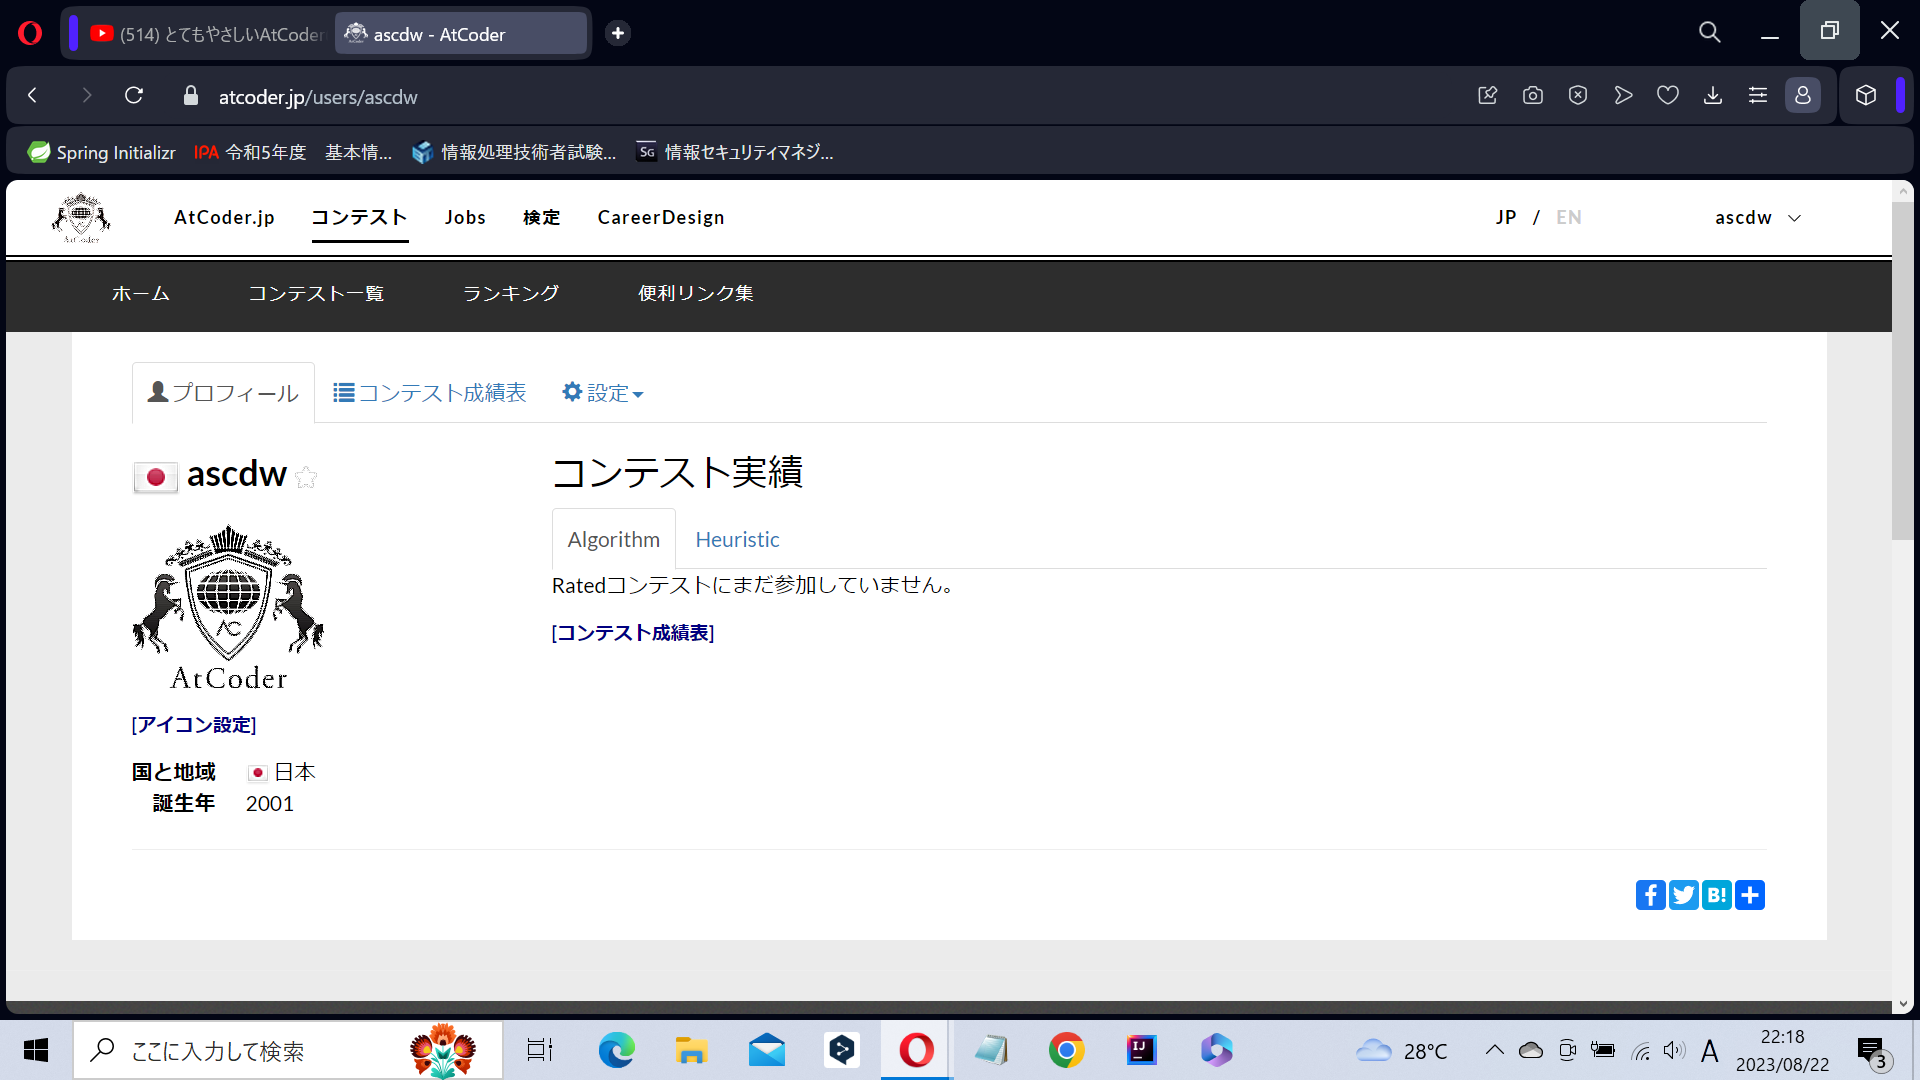 (514) とてもやさしいAtCoder
ascdw - AtCoder
atcoder.jp/users/ascdw
Spring Initializr
IPA 令和5年度 基本情...
情報処理技術者試験...
SG 情報セキュリティマネジ...
AtCoder
AtCoder.jp
コンテスト
Jobs
検定
CareerDesign
JP / EN
ascdw
ホーム
コンテスト一覧
ランキング
便利リンク集
プロフィール
コンテスト成績表
設定
ascdw
コンテスト実績
Algorithm
Heuristic
Ratedコンテストにまだ参加していません。
[コンテスト成績表]
AC
AtCoder
[アイコン設定]
国と地域 日本
誕生年 2001
B!
ここに入力して検索
IJ
28°C
A
22:18
2023/08/22
3